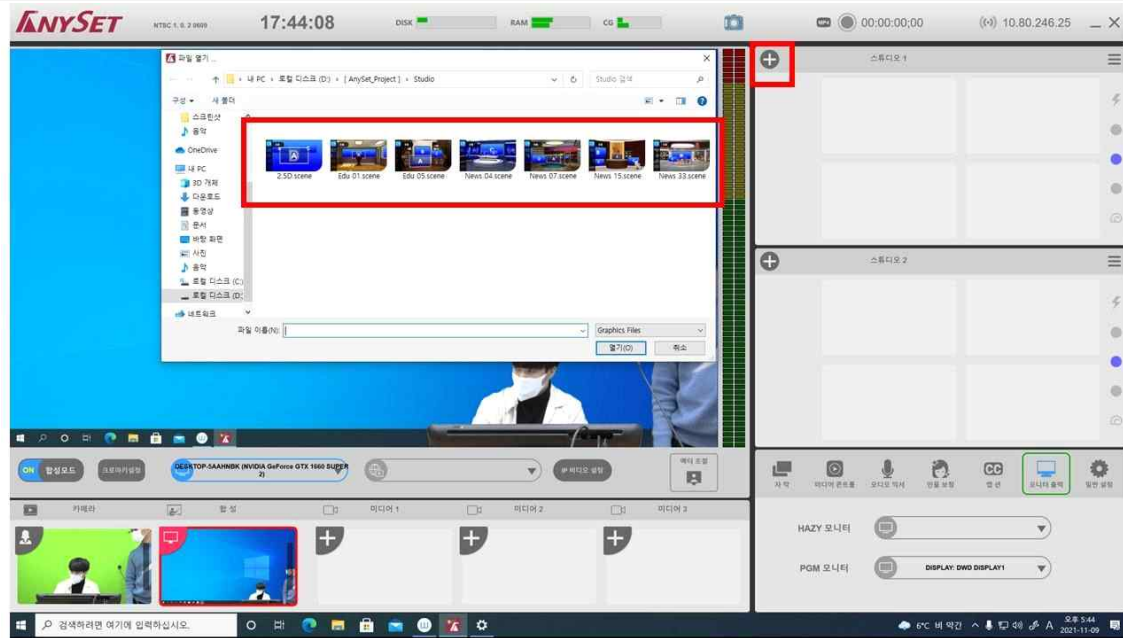 ANYSET
NTSC 1. 0. 2 0609
17:44:08
DISK
RAM
CG
00:00:00;00
10.80.246.25
파일 열기 ...
내 PC › 로컬 디스크 (D:) › [ AnySet_Project ] › Studio
Studio 검색
구성
새 폴더
스크린샷
음악
OneDrive
내 PC
3D 개체
다운로드
동영상
문서
바탕 화면
사진
음악
로컬 디스크 (C:)
로컬 디스크 (D:
네트워크
2.5D.scene
Edu 01.scene
Edu 05.scene
News 04.scene
News 07.scene
News 15.scene
News 33.scene
파일 이름(N):
Graphics Files
열기(O)
취소
스튜디오 1
스튜디오 2
ON 합성모드
크로마키설정
DESKTOP-5AAHNBK (NVIDIA GeForce GTX 1660 SUPER
2)
IP 비디오 설정
카메라
합 성
미디어 1
미디어 2
미디어 3
자 막
미디어 콘트롤
오디오 믹서
인물 보정
CC
캡 션
모니터 출력
일반 설정
HAZY 모니터
PGM 모니터
DISPLAY: DWD DISPLAY1
검색하려면 여기에 입력하십시오.
6°C 비 약간
A
오후 5:44
2021-11-09